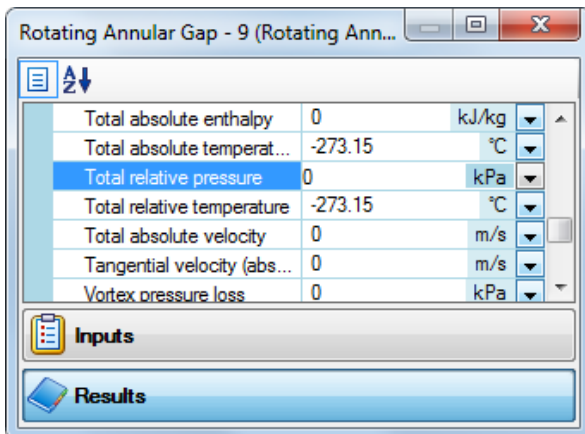 Rotating Annular Gap - 9 (Rotating Ann...
Total absolute enthalpy 0 kJ/kg
Total absolute temperat... -273.15 °C
Total relative pressure 0 kPa
Total relative temperature -273.15 °C
Total absolute velocity 0 m/s
Tangential velocity (abs... 0 m/s
Vortex pressure loss 0 kPa
Inputs
Results